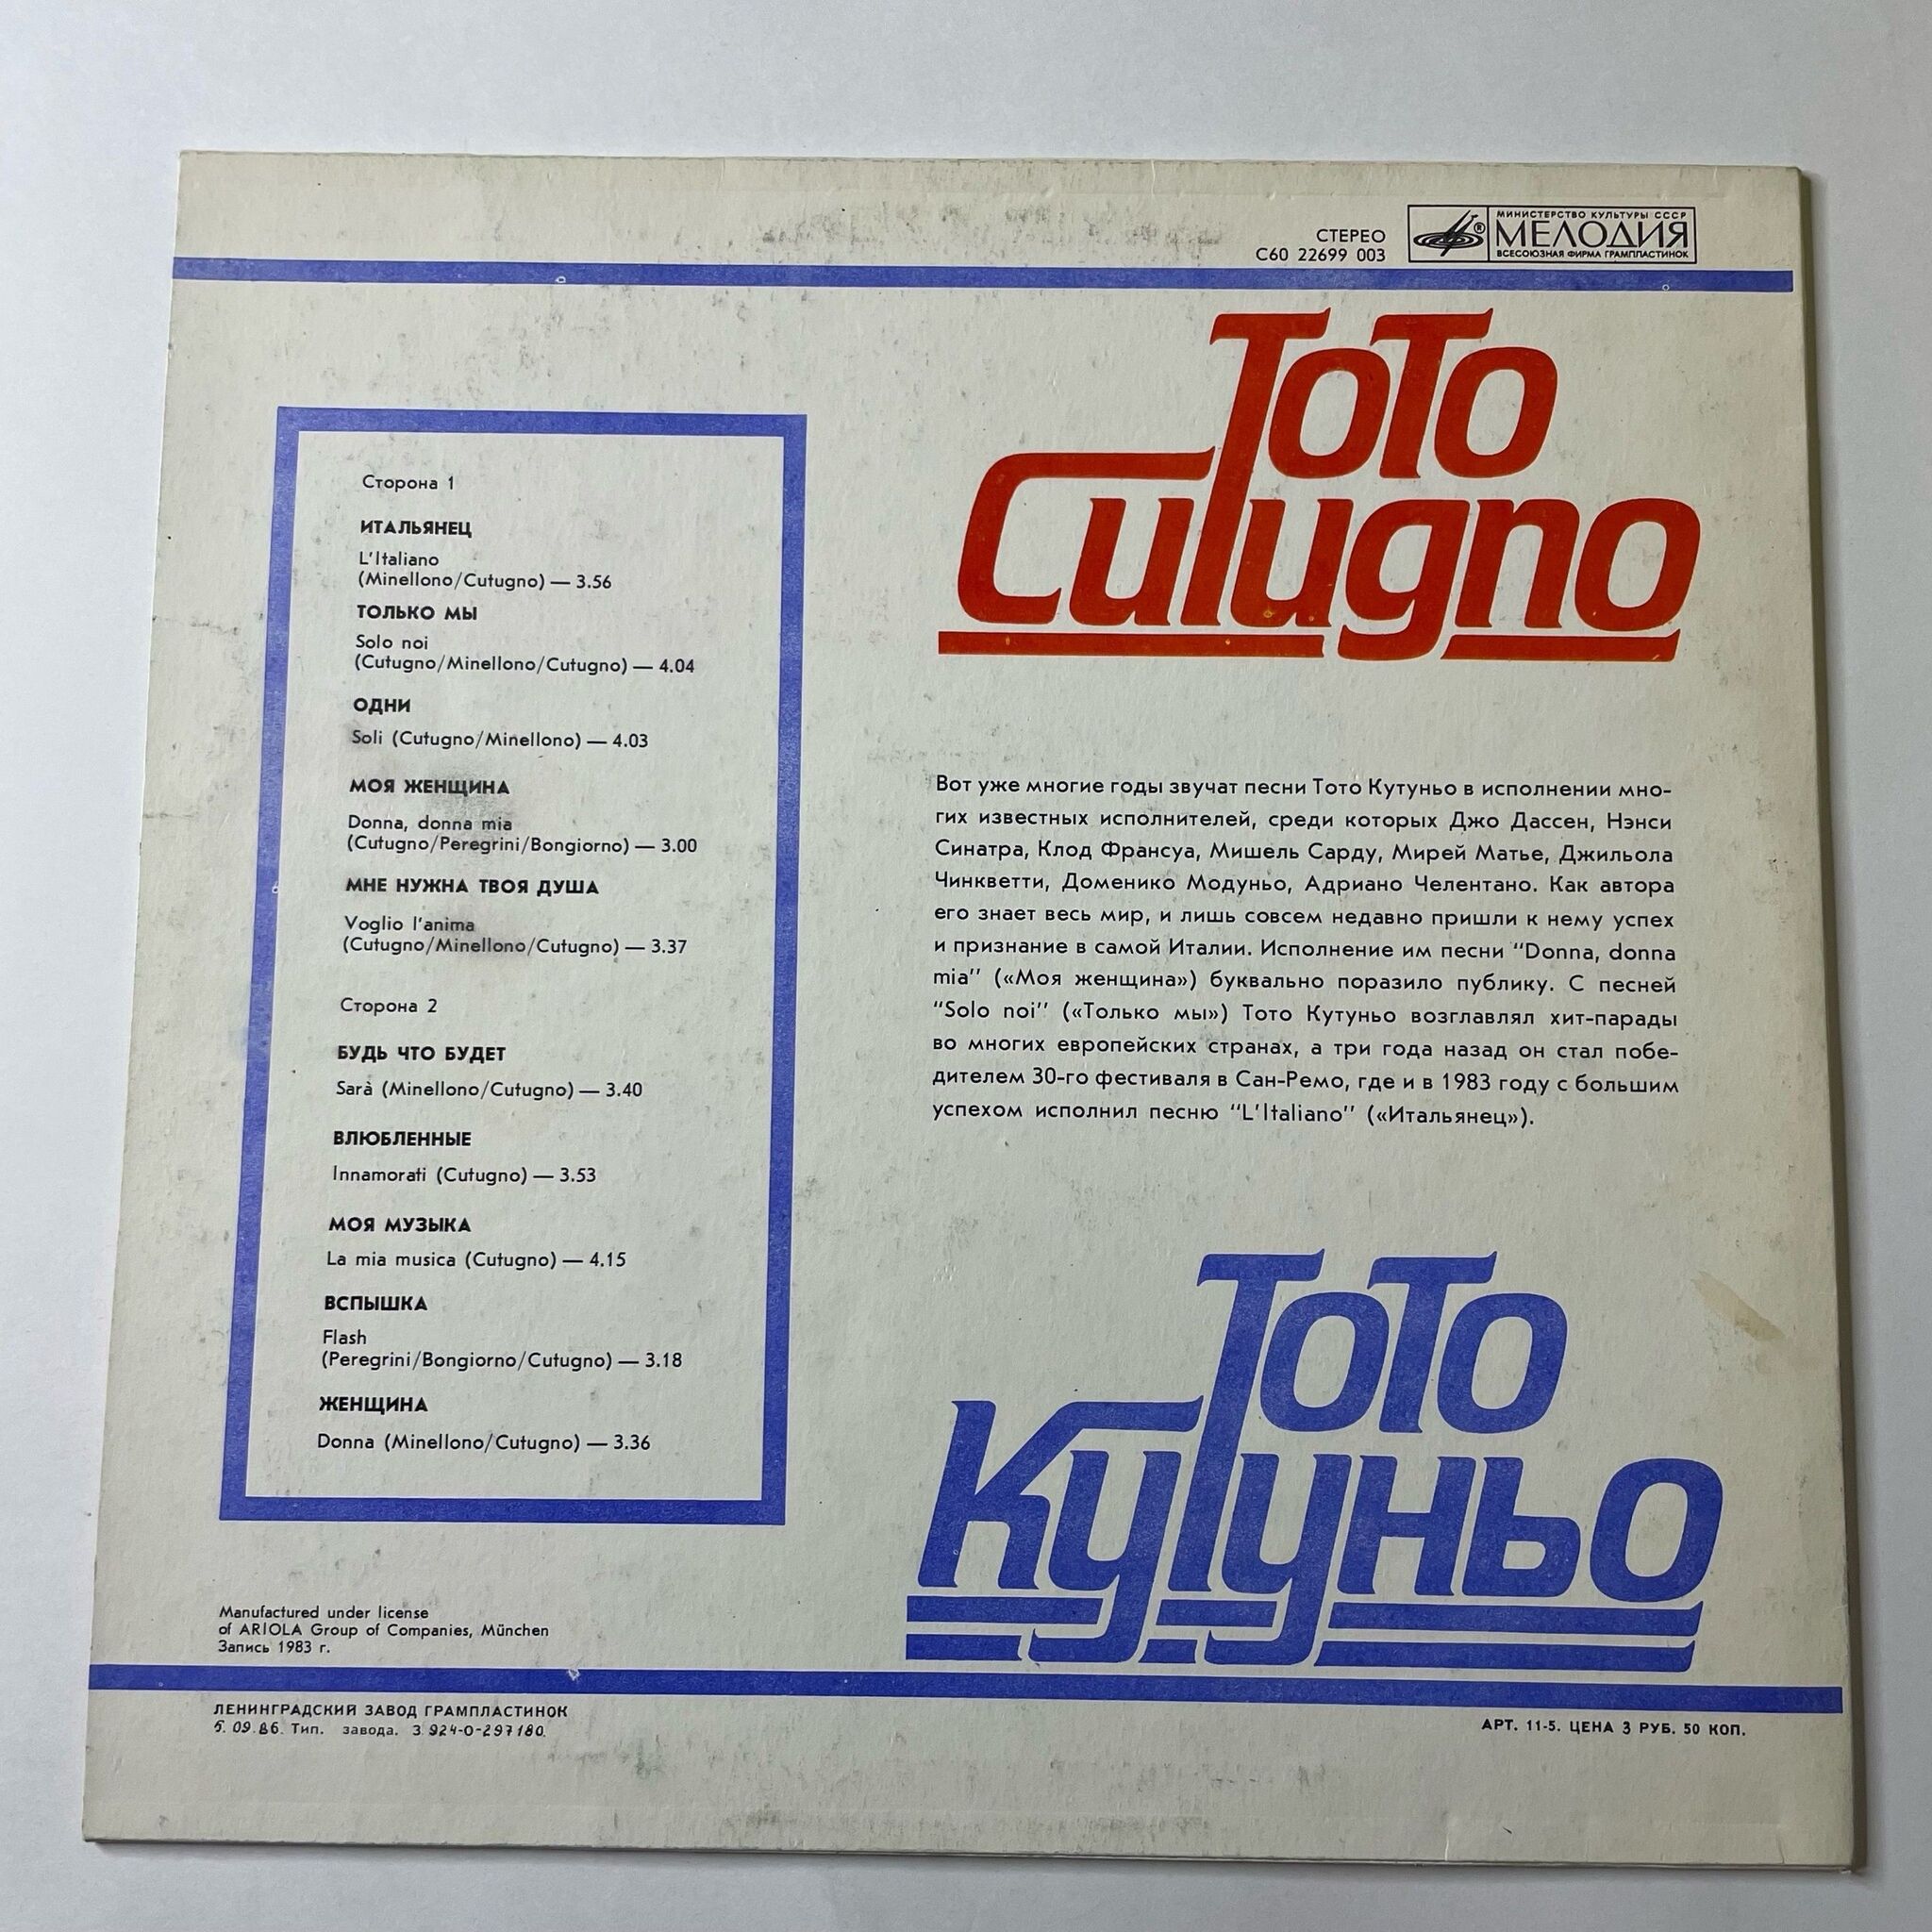 СТЕРЕО
С60 22699 003
МИНИСТЕРСТВО КУЛЬТУРЫ СССР
МЕЛОДИЯ
ВСЕСОЮЗНАЯ ФИРМА ГРАМПЛАСТИНОК
®
Сторона 1
ИТАЛЬЯНЕЦ
L'Italiano
(Minellono/Cutugno) — 3.56
ТОЛЬКО МЫ
Solo noi
(Cutugno/Minellono/Cutugno) — 4.04
ОДНИ
Soli (Cutugno/Minellono) — 4.03
МОЯ ЖЕНЩИНА
Donna, donna mia
(Cutugno/Peregrini/Bongiorno) — 3.00
МНЕ НУЖНА ТВОЯ ДУША
Voglio l'anima
(Cutugno/Minellono/Cutugno) — 3.37
Сторона 2
БУДЬ ЧТО БУДЕТ
Sarà (Minellono/Cutugno) — 3.40
ВЛЮБЛЕННЫЕ
Innamorati (Cutugno) — 3.53
МОЯ МУЗЫКА
La mia musica (Cutugno) — 4.15
ВСПЫШКА
Flash
(Peregrini/Bongiorno/Cutugno) — 3.18
ЖЕНЩИНА
Donna (Minellono/Cutugno) — 3.36
Toto
Cutugno
Вот уже многие годы звучат песни Тото Кутуньо в исполнении мно-
гих известных исполнителей, среди которых Джо Дассен, Нэнси
Синатра, Клод Франсуа, Мишель Сарду, Мирей Матье, Джильола
Чинкветти, Доменико Модуньо, Адриано Челентано. Как автора
его знает весь мир, и лишь совсем недавно пришли к нему успех
и признание в самой Италии. Исполнение им песни “Donna, donna
mia” («Моя женщина») буквально поразило публику. С песней
“Solo noi” («Только мы») Тото Кутуньо возглавлял хит-парады
во многих европейских странах, а три года назад он стал побе-
дителем 30-го фестиваля в Сан-Ремо, где и в 1983 году с большим
успехом исполнил песню “L'Italiano” («Итальянец»).
Тото
Кутуньо
Manufactured under license
of ARIOLA Group of Companies, München
Запись 1983 г.
ЛЕНИНГРАДСКИЙ ЗАВОД ГРАМПЛАСТИНОК
5. 09.86. Тип. завода. З 924-0-297180.
АРТ. 11-5. ЦЕНА 3 РУБ. 50 КОП.